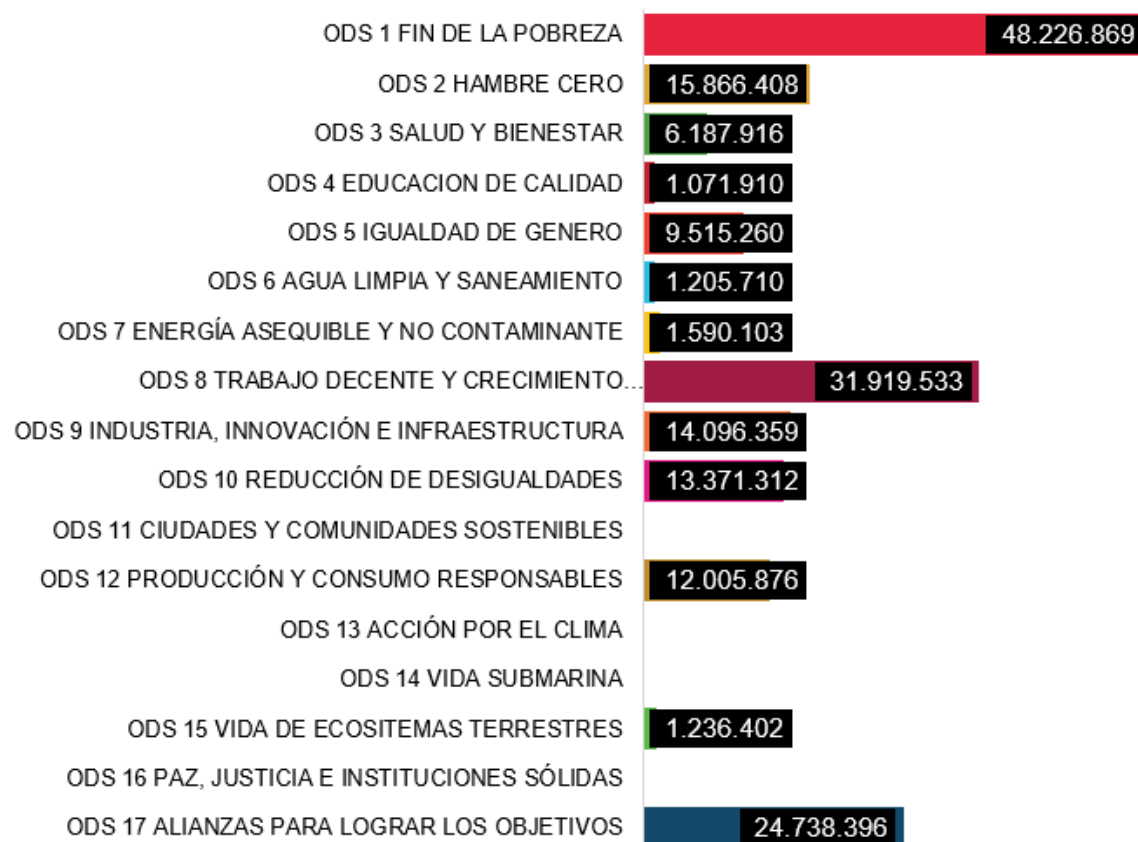 ODS 1 FIN DE LA POBREZA 48.226.869
ODS 2 HAMBRE CERO 15.866.408
ODS 3 SALUD Y BIENESTAR 6.187.916
ODS 4 EDUCACION DE CALIDAD 1.071.910
ODS 5 IGUALDAD DE GENERO 9.515.260
ODS 6 AGUA LIMPIA Y SANEAMIENTO 1.205.710
ODS 7 ENERGÍA ASEQUIBLE Y NO CONTAMINANTE 1.590.103
ODS 8 TRABAJO DECENTE Y CRECIMIENTO... 31.919.533
ODS 9 INDUSTRIA, INNOVACIÓN E INFRAESTRUCTURA 14.096.359
ODS 10 REDUCCIÓN DE DESIGUALDADES 13.371.312
ODS 11 CIUDADES Y COMUNIDADES SOSTENIBLES
ODS 12 PRODUCCIÓN Y CONSUMO RESPONSABLES 12.005.876
ODS 13 ACCIÓN POR EL CLIMA
ODS 14 VIDA SUBMARINA
ODS 15 VIDA DE ECOSITEMAS TERRESTRES 1.236.402
ODS 16 PAZ, JUSTICIA E INSTITUCIONES SÓLIDAS
ODS 17 ALIANZAS PARA LOGRAR LOS OBJETIVOS 24.738.396